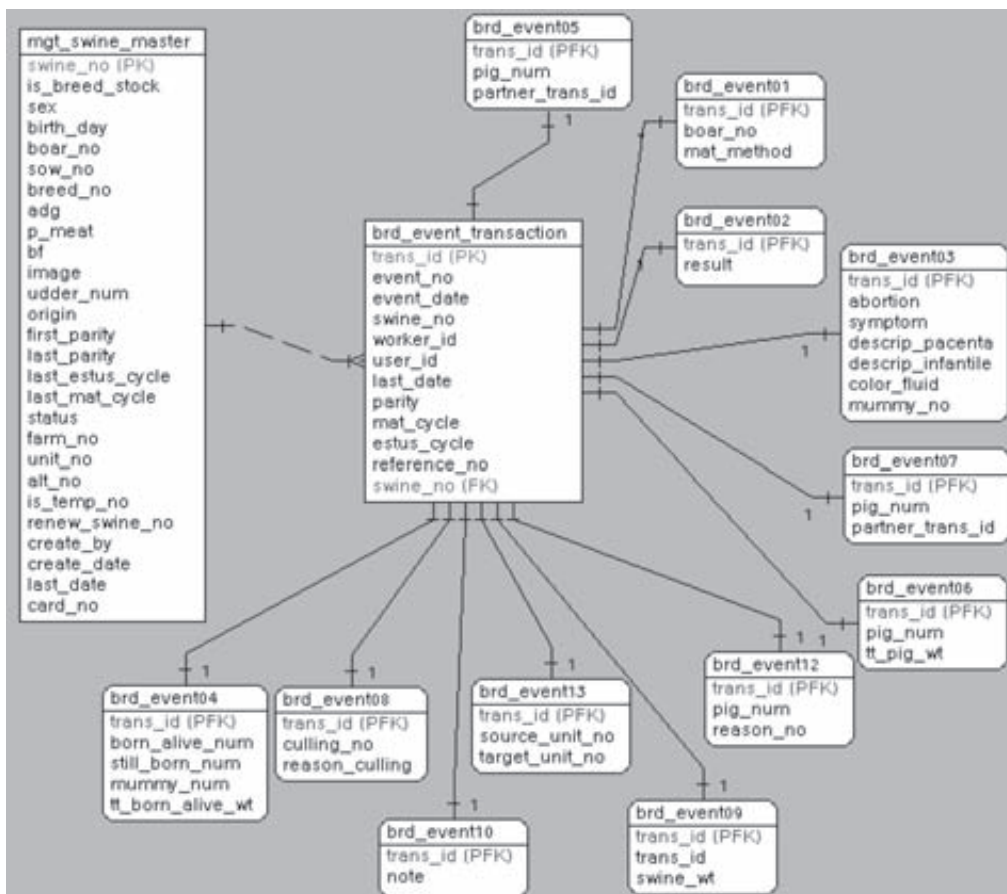 mgt_swine_master
swine_no (PK)
is_breed_stock
sex
birth_day
boar_no
sow_no
breed_no
adg
p_meat
bf
image
udder_num
origin
first_parity
last_parity
last_estus_cycle
last_mat_cycle
status
farm_no
unit_no
alt_no
is_temp_no
renew_swine_no
create_by
create_date
last_date
card_no
brd_event05
trans_id (PFK)
pig_num
partner_trans_id
1
brd_event01
trans_id (PFK)
boar_no
mat_method
brd_event02
trans_id (PFK)
result
brd_event_transaction
trans_id (PK)
event_no
event_date
swine_no
worker_id
user_id
last_date
parity
mat_cycle
estus_cycle
reference_no
swine_no (FK)
brd_event03
trans_id (PFK)
abortion
symptom
descrip_pacenta
descrip_infantile
color_fluid
mummy_no
1
brd_event07
trans_id (PFK)
pig_num
partner_trans_id
1
brd_event06
trans_id (PFK)
pig_num
tt_pig_wt
1
brd_event12
trans_id (PFK)
pig_num
reason_no
1
brd_event04
trans_id (PFK)
born_alive_num
still_born_num
mummy_num
tt_born_alive_wt
1
brd_event08
trans_id (PFK)
culling_no
reason_culling
1
brd_event13
trans_id (PFK)
source_unit_no
target_unit_no
1
brd_event10
trans_id (PFK)
note
1
brd_event09
trans_id (PFK)
trans_id
swine_wt
1